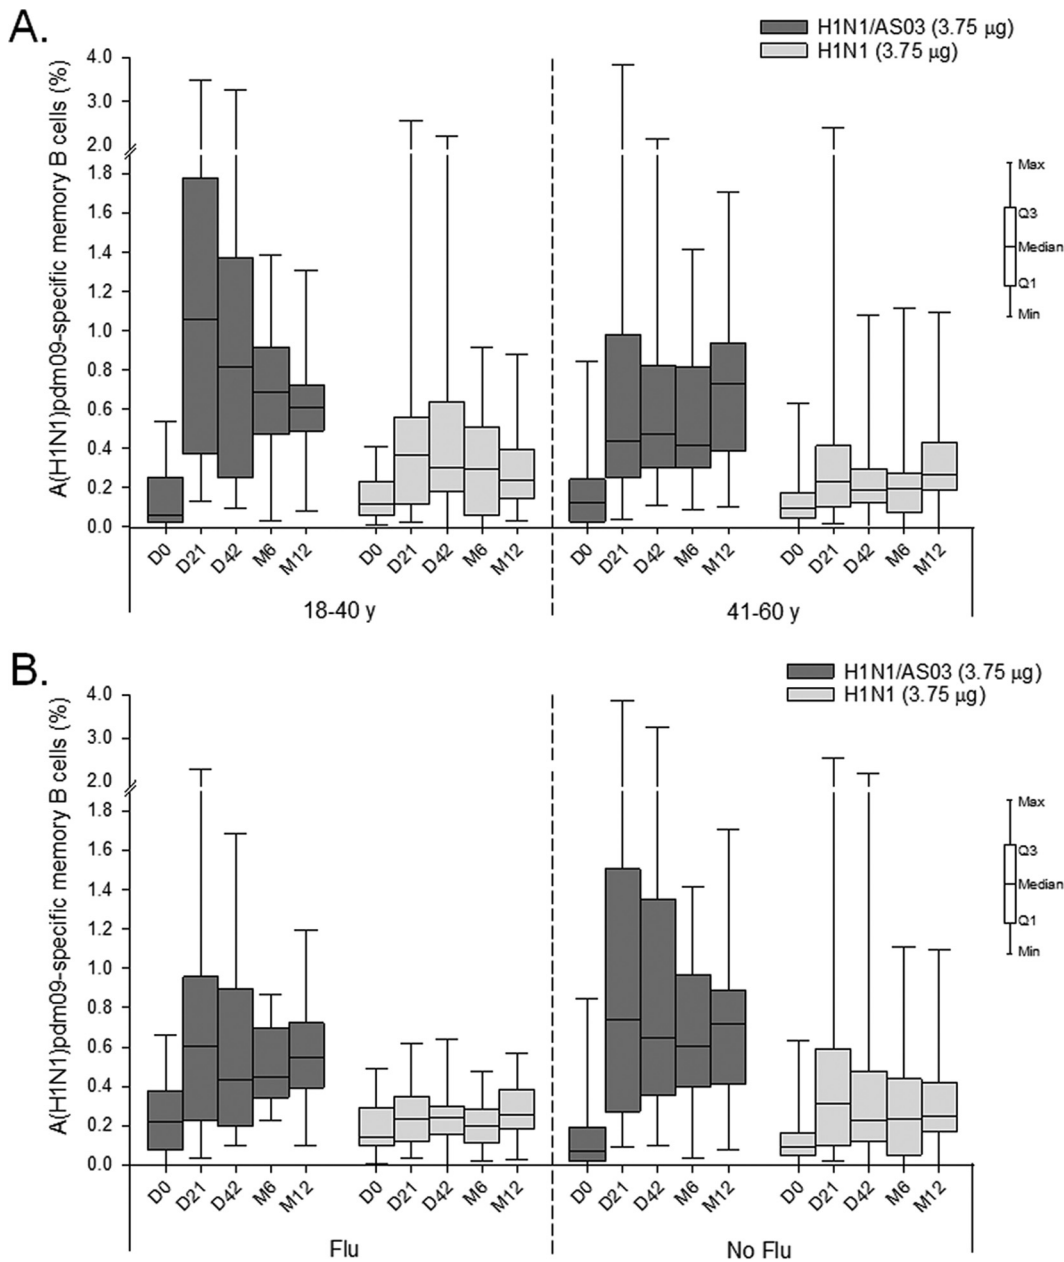 A.
H1N1/AS03 (3.75 µg)
H1N1 (3.75 µg)
A(H1N1)pdm09-specific memory B cells (%)
4.0
3.0
2.0
1.8
1.6
1.4
1.2
1.0
0.8
0.6
0.4
0.2
0.0
Max
Q3
Median
Q1
Min
D0 D21 D42 M6 M12 D0 D21 D42 M6 M12 D0 D21 D42 M6 M12 D0 D21 D42 M6 M12
18-40 y 41-60 y
B.
H1N1/AS03 (3.75 µg)
H1N1 (3.75 µg)
A(H1N1)pdm09-specific memory B cells (%)
4.0
3.0
2.0
1.8
1.6
1.4
1.2
1.0
0.8
0.6
0.4
0.2
0.0
Max
Q3
Median
Q1
Min
D0 D21 D42 M6 M12 D0 D21 D42 M6 M12 D0 D21 D42 M6 M12 D0 D21 D42 M6 M12
Flu No Flu